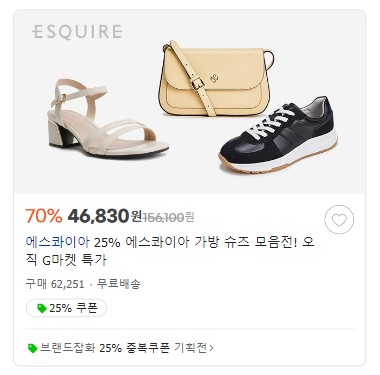 ESQUIRE
70% 46,830원 156,100원
에스콰이아 25% 에스콰이아 가방 슈즈 모음전! 오
직 G마켓 특가
구매 62,251 · 무료배송
25% 쿠폰
브랜드잡화 25% 중복쿠폰 기획전>